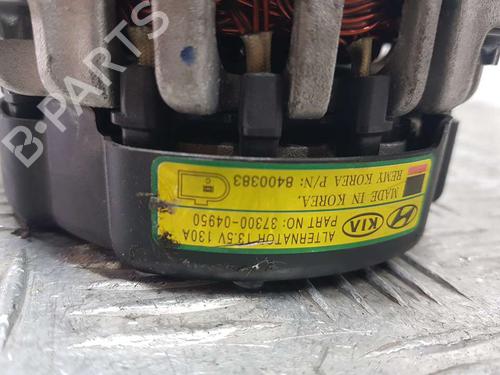 ALTERNATOR 13.5V 130A
PART NO: 37300-04950
KIA
MADE IN KOREA.
REMY KOREA P/N: 8400383
C
B-PARTS